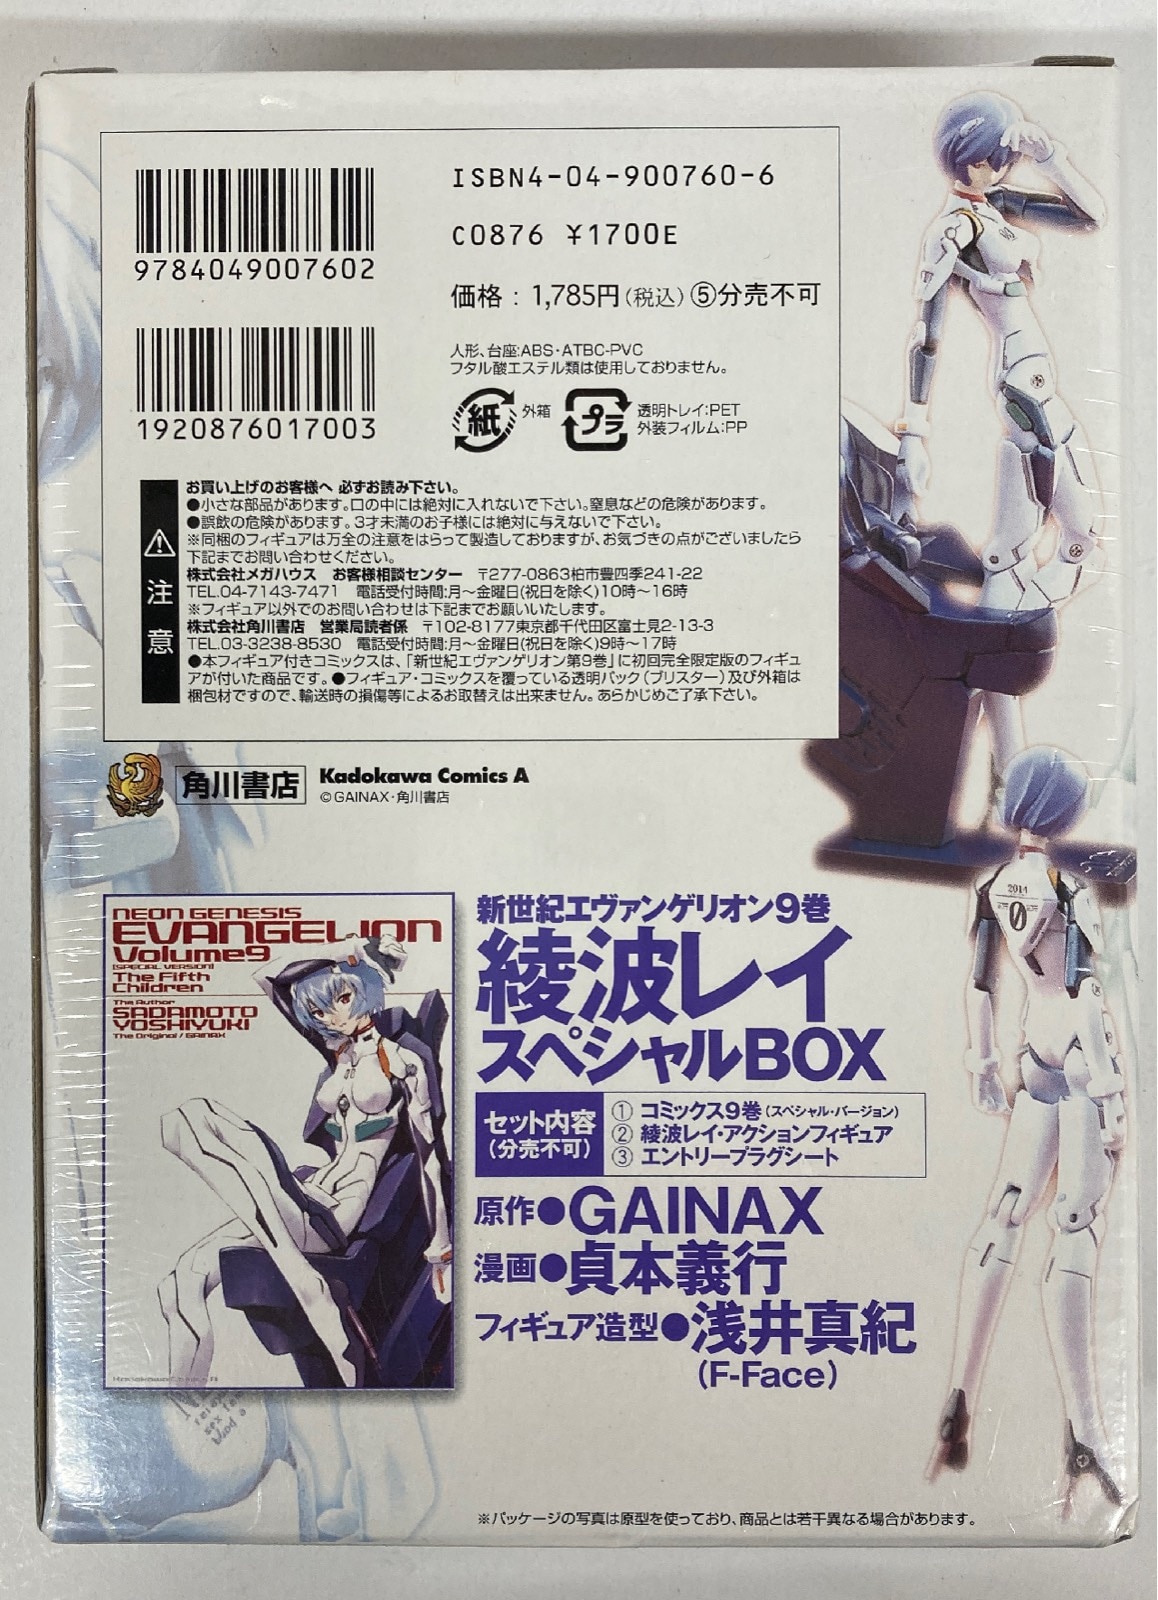 ISBN4-04-900760-6
9784049007602
C0876 ¥1700E
価格：1,785円(税込)⑤分売不可
1920876017003
人形、台座:ABS・ATBC-PVC
フタル酸エステル類は使用しておりません。
紙 外箱
プラ 透明トレイ:PET
外装フィルム:PP
注意
お買い上げのお客様へ 必ずお読み下さい。
●小さな部品があります。口の中には絶対に入れないで下さい。窒息などの危険があります。
●誤飲の危険があります。3才未満のお子様には絶対に与えないで下さい。
※同梱のフィギュアは万全の注意をはらって製造しておりますが、お気づきの点がございましたら
下記までお問い合わせください。
株式会社メガハウス お客様相談センター 〒277-0863柏市豊四季241-22
TEL.04-7143-7471 電話受付時間:月〜金曜日(祝日を除く)10時〜16時
※フィギュア以外でのお問い合わせは下記までお願いいたします。
株式会社角川書店 営業局読者係 〒102-8177東京都千代田区富士見2-13-3
TEL.03-3238-8530 電話受付時間:月〜金曜日(祝日を除く)9時〜17時
●本フィギュア付きコミックスは、「新世紀エヴァンゲリオン第9巻」に初回完全限定版のフィギュ
アが付いた商品です。●フィギュア・コミックスを覆っている透明パック(ブリスター)及び外箱は
梱包材ですので、輸送時の損傷等によるお取替えは出来ません。あらかじめご了承下さい。
角川書店
Kadokawa Comics A
©GAINAX・角川書店
NEON GENESIS
EVANGELION
Volume9
[SPECIAL VERSION]
The Fifth
Children
The Author
SADAMOTO
YOSHIYUKI
The Original / GAINAX
新世紀エヴァンゲリオン9巻
綾波レイ
スペシャルBOX
セット内容
(分売不可)
① コミックス9巻(スペシャル・バージョン)
② 綾波レイ・アクションフィギュア
③ エントリープラグシート
原作●GAINAX
漫画●貞本義行
フィギュア造型●浅井真紀
(F-Face)
2014
0
※パッケージの写真は原型を使っており、商品とは若干異なる場合があります。